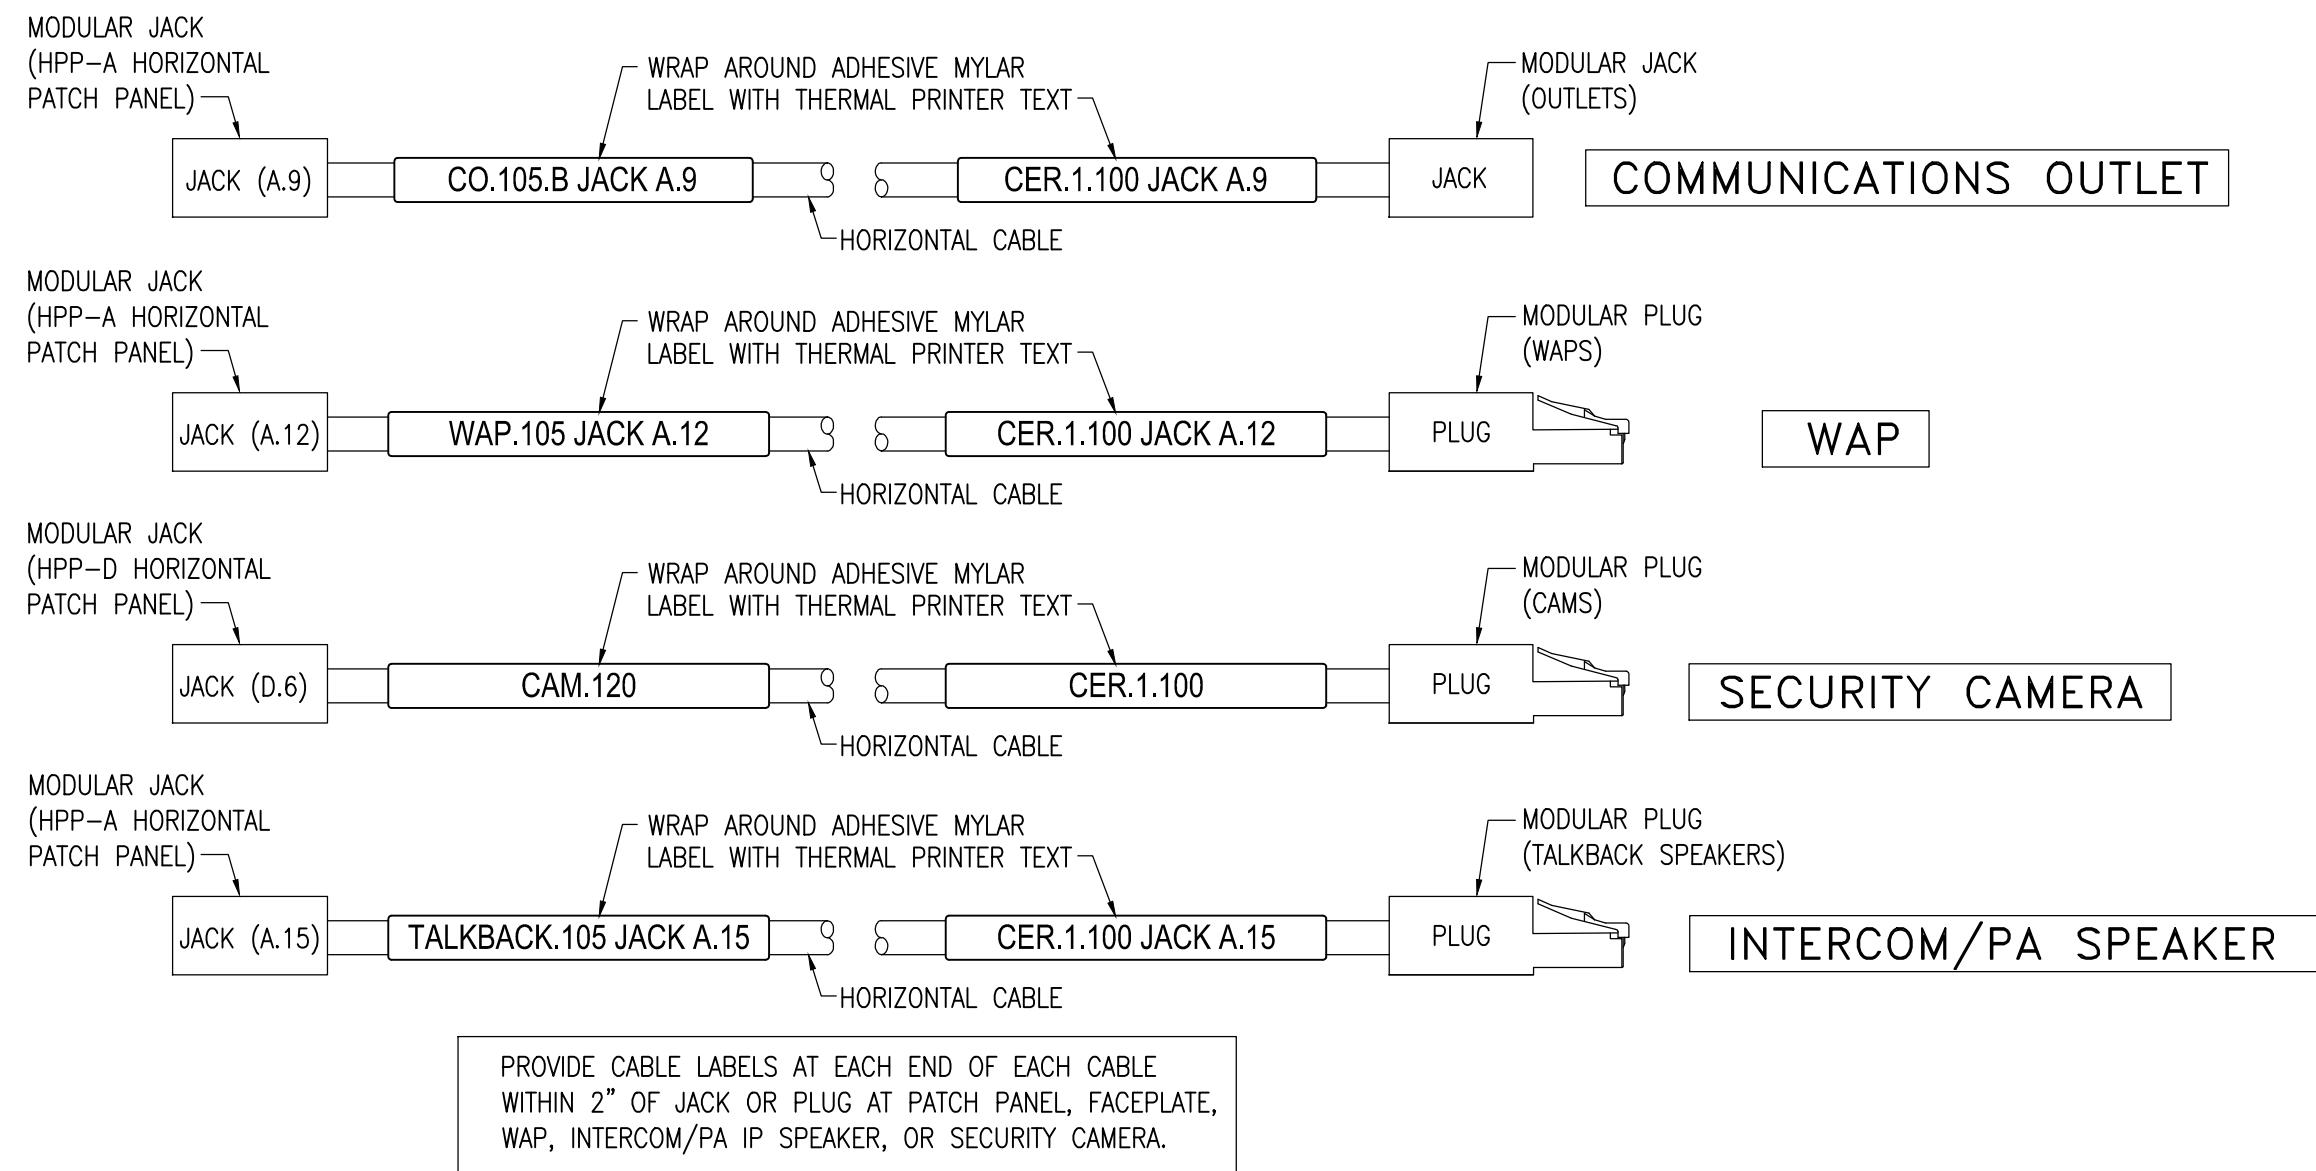 MODULAR JACK
(HPP-A HORIZONTAL
PATCH PANEL)
WRAP AROUND ADHESIVE MYLAR
LABEL WITH THERMAL PRINTER TEXT
MODULAR JACK
(OUTLETS)
JACK (A.9)
CO.105.B JACK A.9
CER.1.100 JACK A.9
JACK
COMMUNICATIONS OUTLET
HORIZONTAL CABLE
MODULAR JACK
(HPP-A HORIZONTAL
PATCH PANEL)
WRAP AROUND ADHESIVE MYLAR
LABEL WITH THERMAL PRINTER TEXT
MODULAR PLUG
(WAPS)
JACK (A.12)
WAP.105 JACK A.12
CER.1.100 JACK A.12
PLUG
WAP
HORIZONTAL CABLE
MODULAR JACK
(HPP-D HORIZONTAL
PATCH PANEL)
WRAP AROUND ADHESIVE MYLAR
LABEL WITH THERMAL PRINTER TEXT
MODULAR PLUG
(CAMS)
JACK (D.6)
CAM.120
CER.1.100
PLUG
SECURITY CAMERA
HORIZONTAL CABLE
MODULAR JACK
(HPP-A HORIZONTAL
PATCH PANEL)
WRAP AROUND ADHESIVE MYLAR
LABEL WITH THERMAL PRINTER TEXT
MODULAR PLUG
(TALKBACK SPEAKERS)
JACK (A.15)
TALKBACK.105 JACK A.15
CER.1.100 JACK A.15
PLUG
INTERCOM/PA SPEAKER
HORIZONTAL CABLE
PROVIDE CABLE LABELS AT EACH END OF EACH CABLE
WITHIN 2" OF JACK OR PLUG AT PATCH PANEL, FACEPLATE,
WAP, INTERCOM/PA IP SPEAKER, OR SECURITY CAMERA.